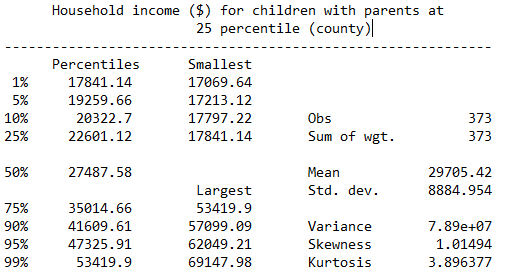 Household income ($) for children with parents at
25 percentile (county)
-------------------------------------------------------------
Percentiles Smallest
1% 17841.14 17069.64
5% 19259.66 17213.12
10% 20322.7 17797.22 Obs 373
25% 22601.12 17841.14 Sum of wgt. 373
50% 27487.58 Mean 29705.42
Largest Std. dev. 8884.954
75% 35014.66 53419.9
90% 41609.61 57099.09 Variance 7.89e+07
95% 47325.91 62049.21 Skewness 1.01494
99% 53419.9 69147.98 Kurtosis 3.896377